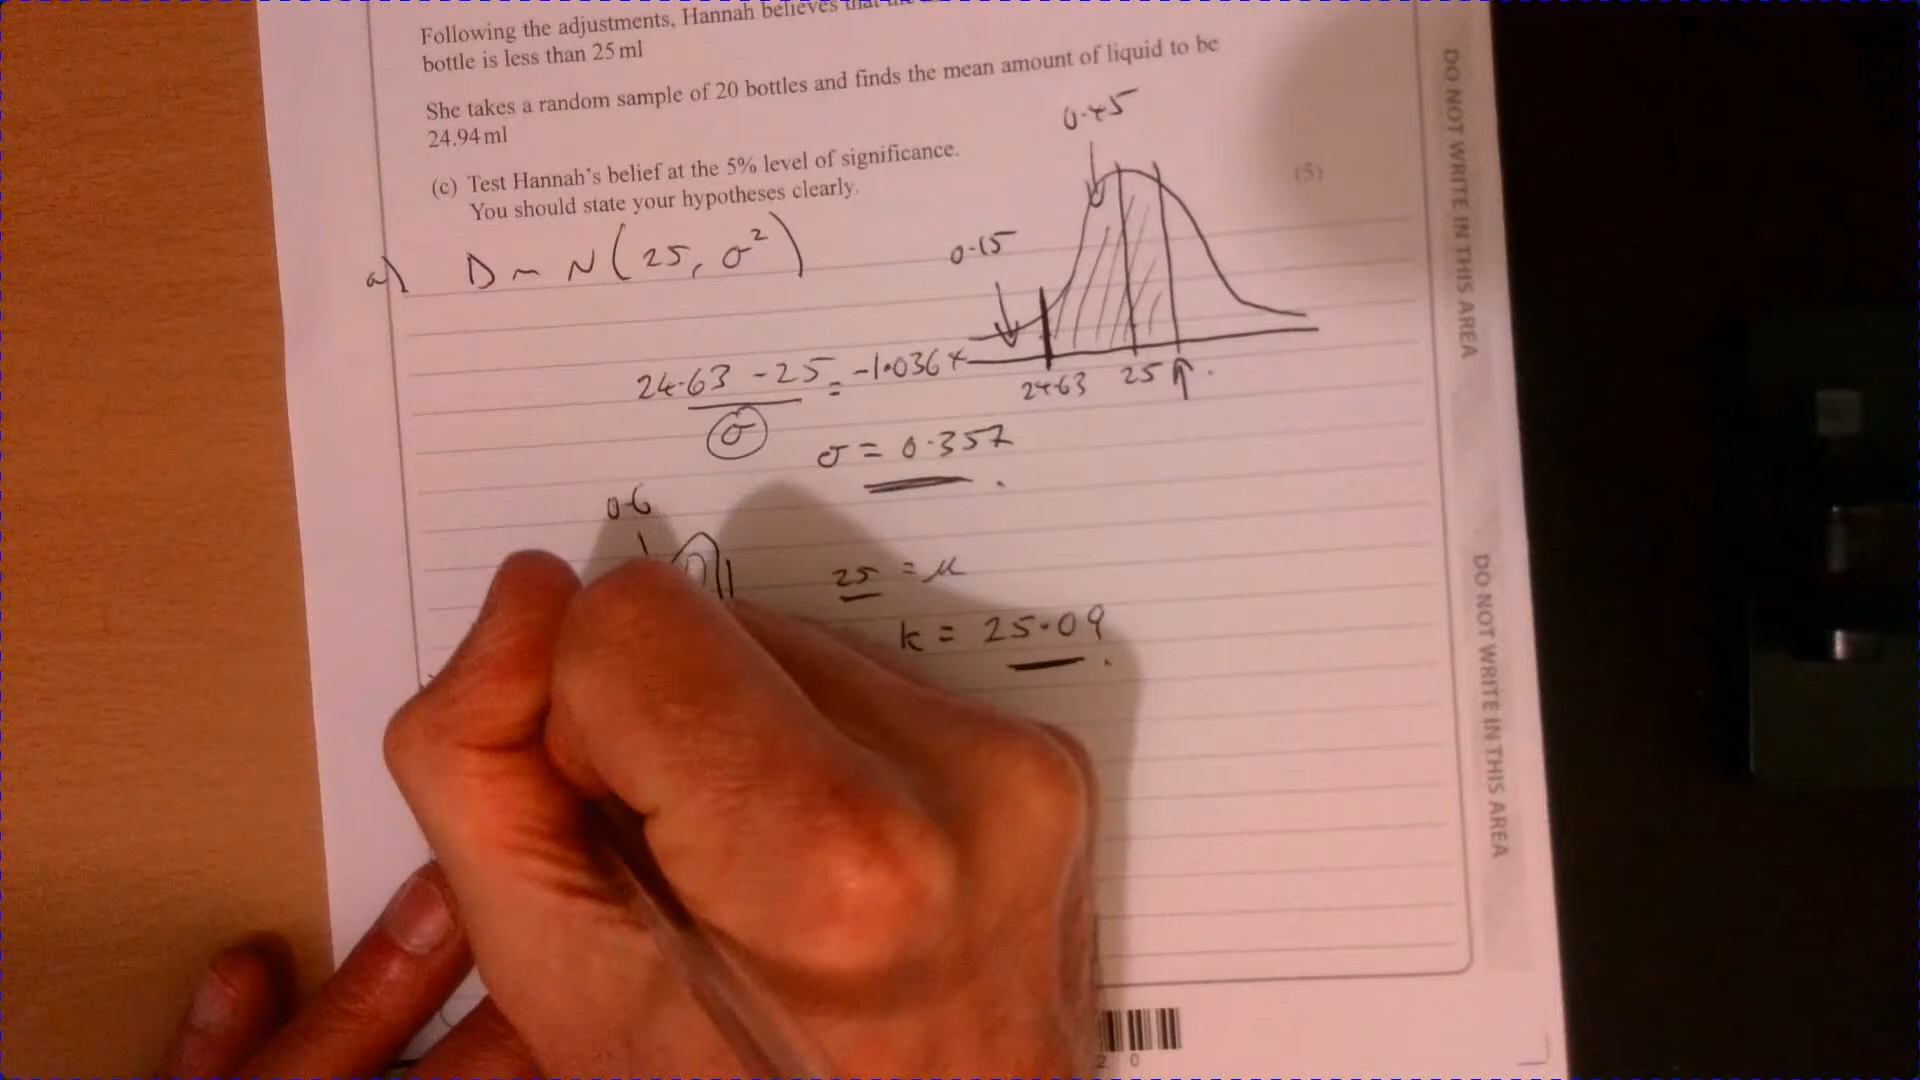 Following the adjustments, Hannah believes that the
bottle is less than 25 ml
She takes a random sample of 20 bottles and finds the mean amount of liquid to be
24.94 ml
(c) Test Hannah's belief at the 5% level of significance.
You should state your hypotheses clearly.
(5)
a) D ~ N(25, σ²)
0.45
0.15
24.63 25
24.63 - 25 = -1.0364
σ
σ = 0.357
0.6
25 = μ
k = 25.09
DO NOT WRITE IN THIS AREA
DO NOT WRITE IN THIS AREA
2 0